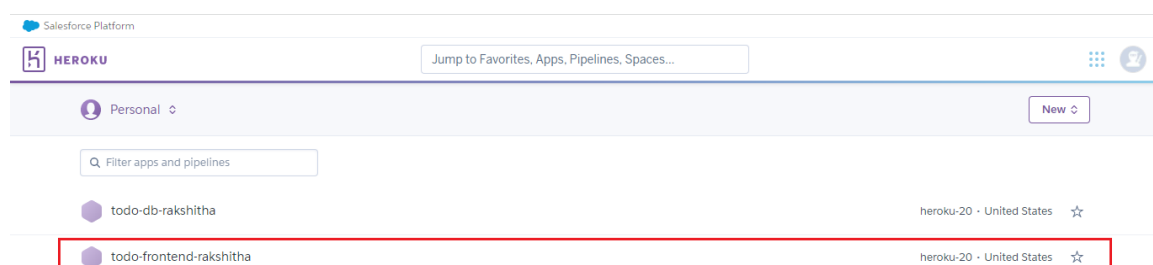 Salesforce Platform
HEROKU
Jump to Favorites, Apps, Pipelines, Spaces...
Personal
New
Filter apps and pipelines
todo-db-rakshitha
heroku-20 · United States
todo-frontend-rakshitha
heroku-20 · United States